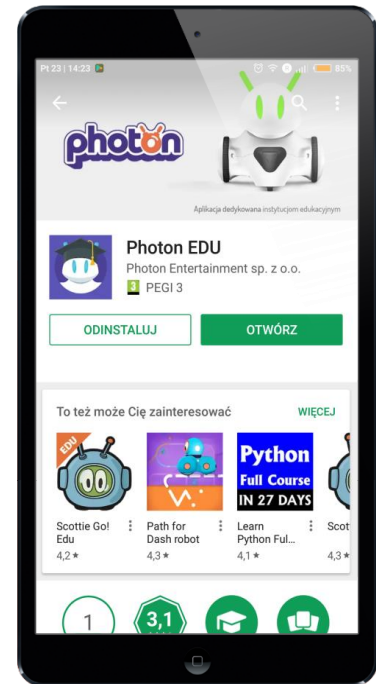 Pt 23 | 14:23
85%
photon
Aplikacja dedykowana instytucjom edukacyjnym
Photon EDU
Photon Entertainment sp. z o.o.
3 PEGI 3
ODINSTALUJ
OTWÓRZ
To też może Cię zainteresować
WIĘCEJ
EDU
Python
Full Course
IN 27 DAYS
Scottie Go!
Edu
4,2 ★
Path for
Dash robot
4,3 ★
Learn
Python Ful...
4,1 ★
Scot
4,3 ★
1
3,1